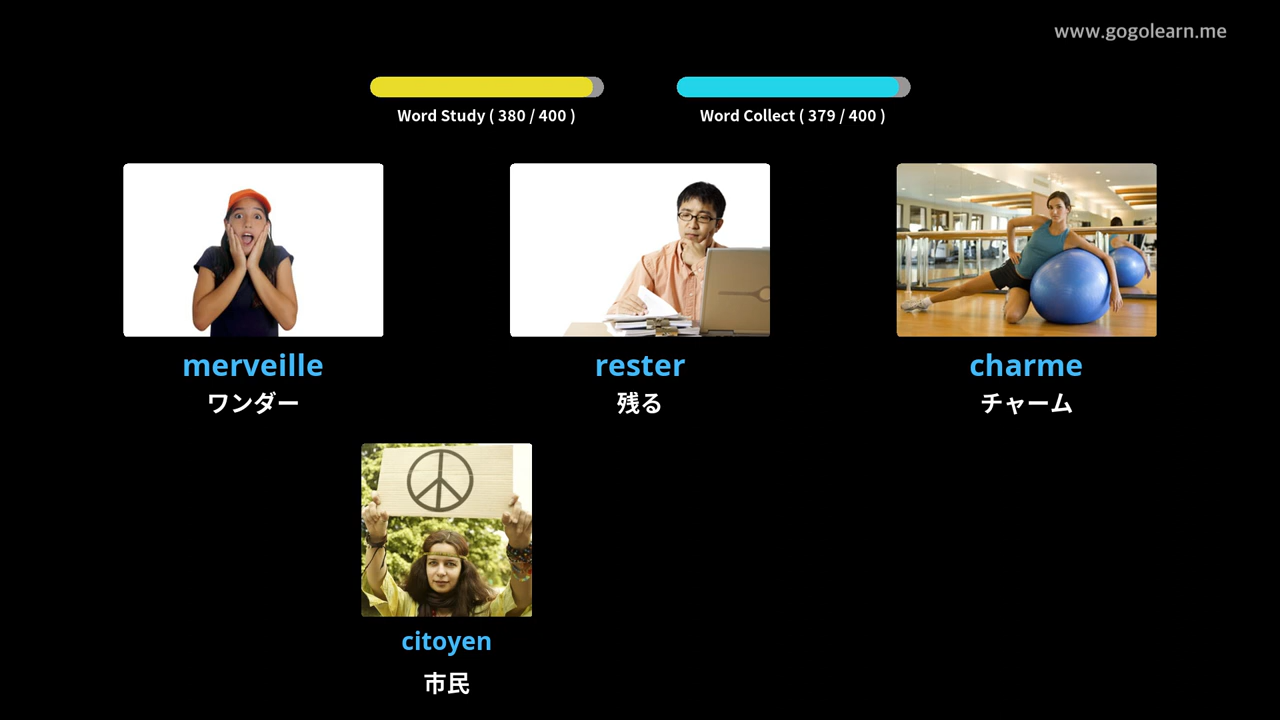 www.gogolearn.me
Word Study ( 380 / 400 )
Word Collect ( 379 / 400 )
merveille
ワンダー
rester
残る
charme
チャーム
citoyen
市民